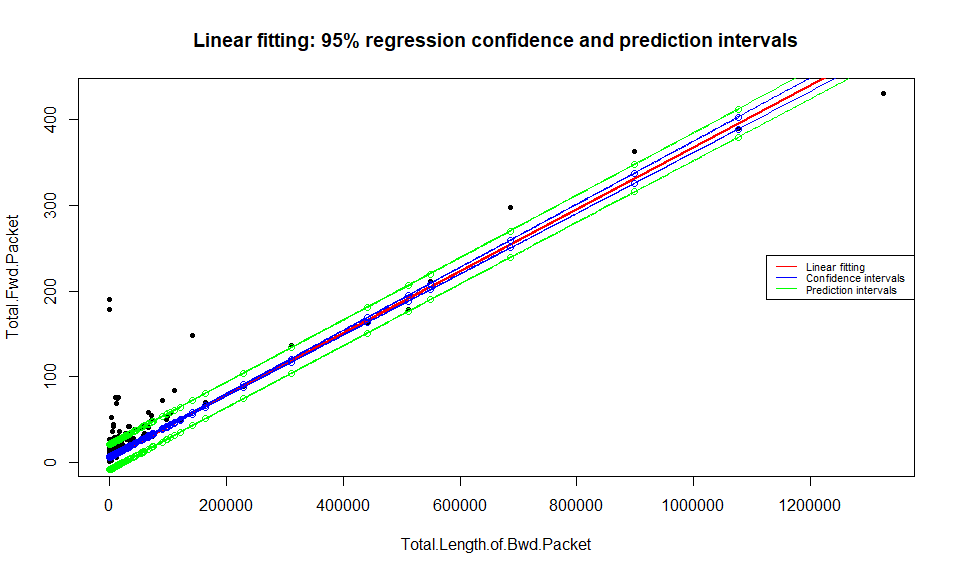 Linear fitting: 95% regression confidence and prediction intervals
Total.Fwd.Packet
400
300
200
100
0
Linear fitting
Confidence intervals
Prediction intervals
0 200000 400000 600000 800000 1000000 1200000
Total.Length.of.Bwd.Packet